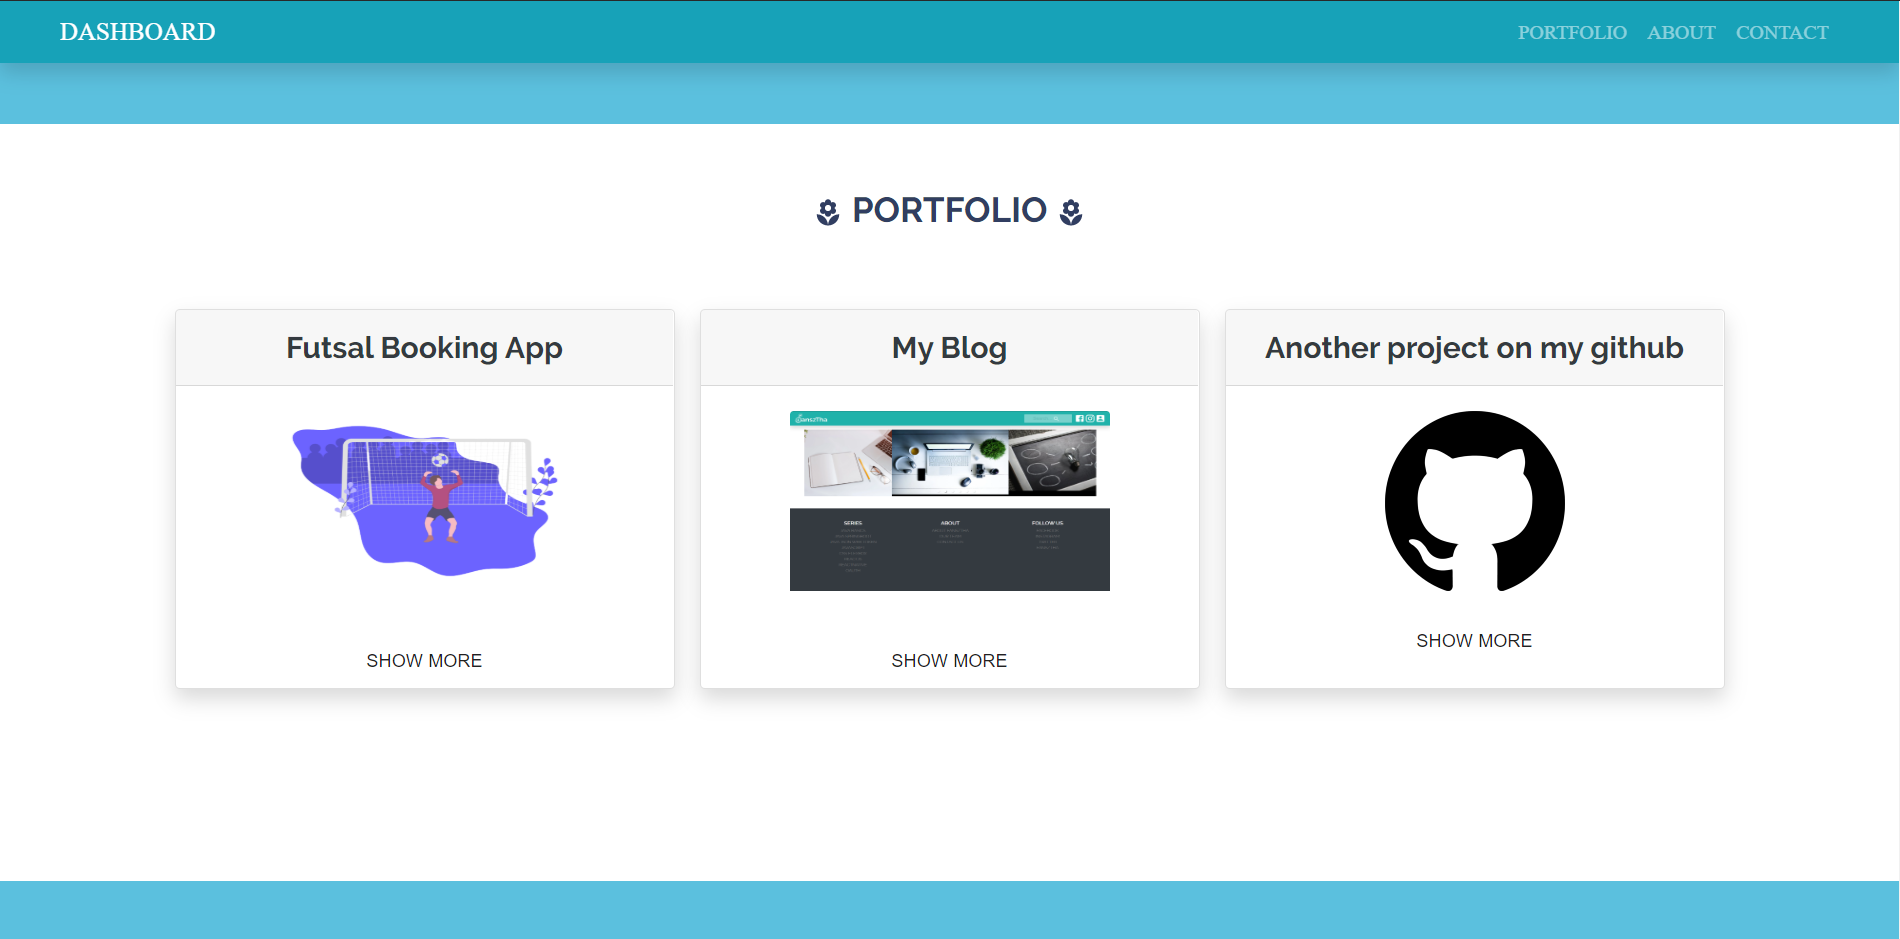 DASHBOARD
PORTFOLIO ABOUT CONTACT
PORTFOLIO
Futsal Booking App
My Blog
Another project on my github
SERIES
ABOUT
FOLLOW US
SHOW MORE
SHOW MORE
SHOW MORE